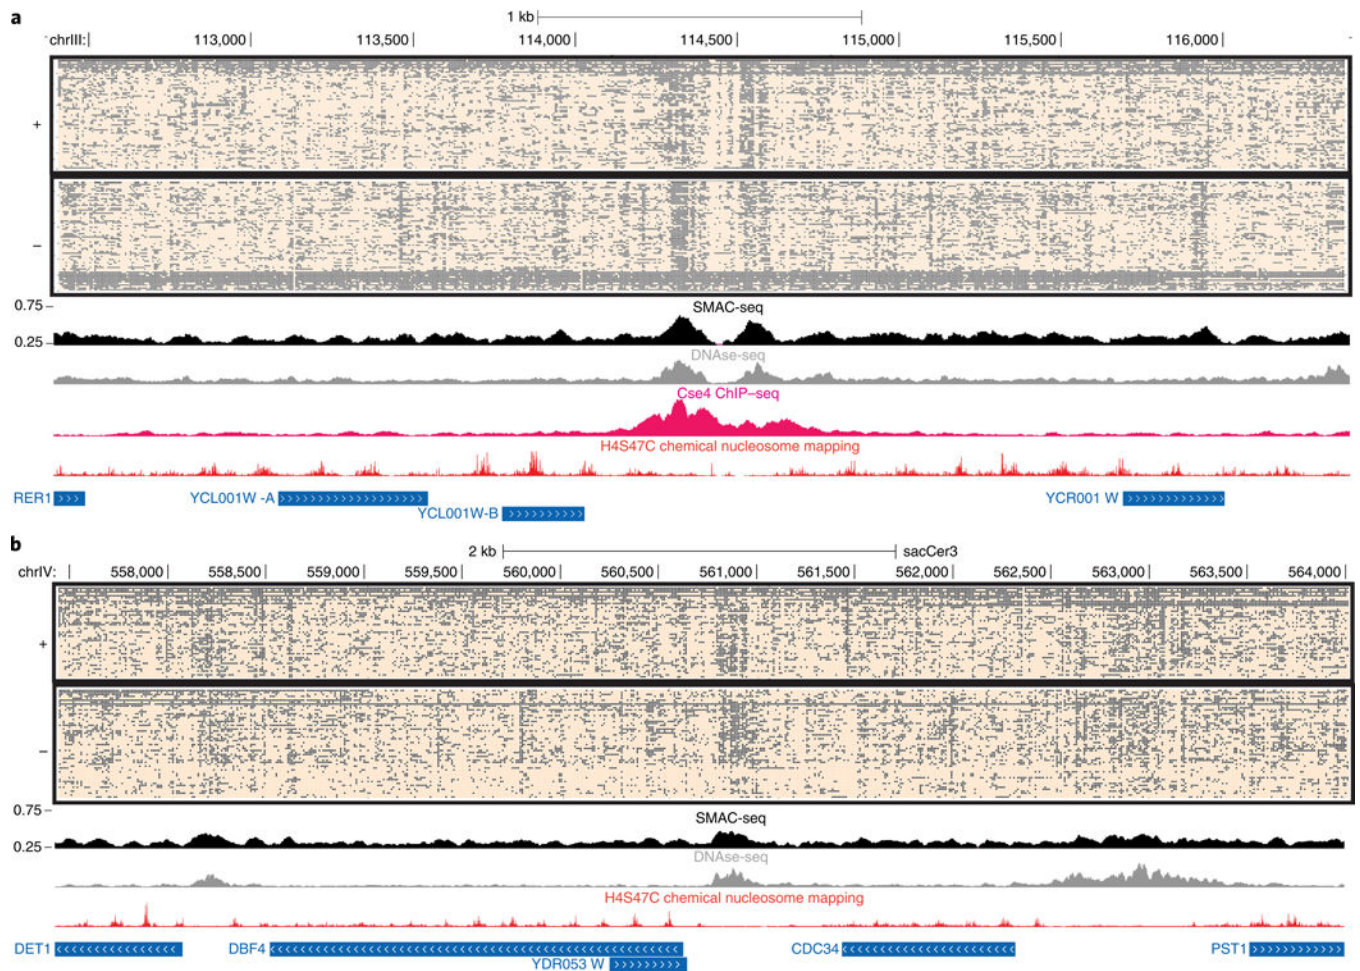 a
1 kb
chrIII: 113,000 113,500 114,000 114,500 115,000 115,500 116,000
+
–
0.75
SMAC-seq
0.25
DNAse-seq
Cse4 ChIP–seq
H4S47C chemical nucleosome mapping
RER1 YCL001W -A YCR001 W
YCL001W-B
b
2 kb sacCer3
chrIV: 558,000 558,500 559,000 559,500 560,000 560,500 561,000 561,500 562,000 562,500 563,000 563,500 564,000
+
–
0.75
SMAC-seq
0.25
DNAse-seq
H4S47C chemical nucleosome mapping
DET1 DBF4 CDC34 PST1
YDR053 W